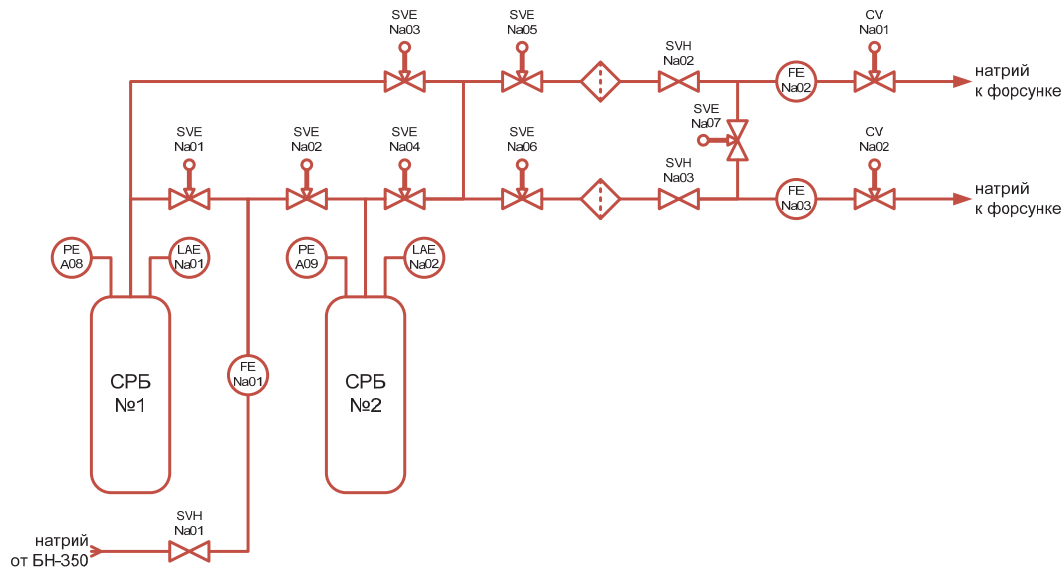 SVE
Na03
SVE
Na05
SVH
Na02
FE
Na02
CV
Na01
натрий
к форсунке
SVE
Na07
SVE
Na01
SVE
Na02
SVE
Na04
SVE
Na06
SVH
Na03
FE
Na03
CV
Na02
натрий
к форсунке
PE
A08
LAE
Na01
PE
A09
LAE
Na02
СРБ
№1
FE
Na01
СРБ
№2
SVH
Na01
натрий
от БН-350